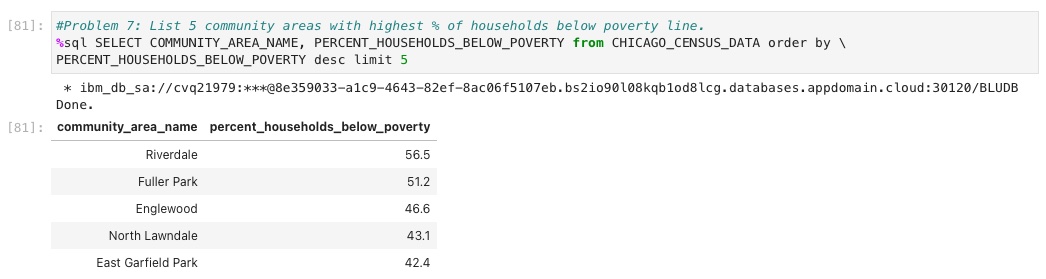 [81]: #Problem 7: List 5 community areas with highest % of households below poverty line.
%sql SELECT COMMUNITY_AREA_NAME, PERCENT_HOUSEHOLDS_BELOW_POVERTY from CHICAGO_CENSUS_DATA order by \
PERCENT_HOUSEHOLDS_BELOW_POVERTY desc limit 5
* ibm_db_sa://cvq21979:***@8e359033-a1c9-4643-82ef-8ac06f5107eb.bs2io90l08kqb1od8lcg.databases.appdomain.cloud:30120/BLUDB
Done.
[81]: community_area_name percent_households_below_poverty
Riverdale 56.5
Fuller Park 51.2
Englewood 46.6
North Lawndale 43.1
East Garfield Park 42.4